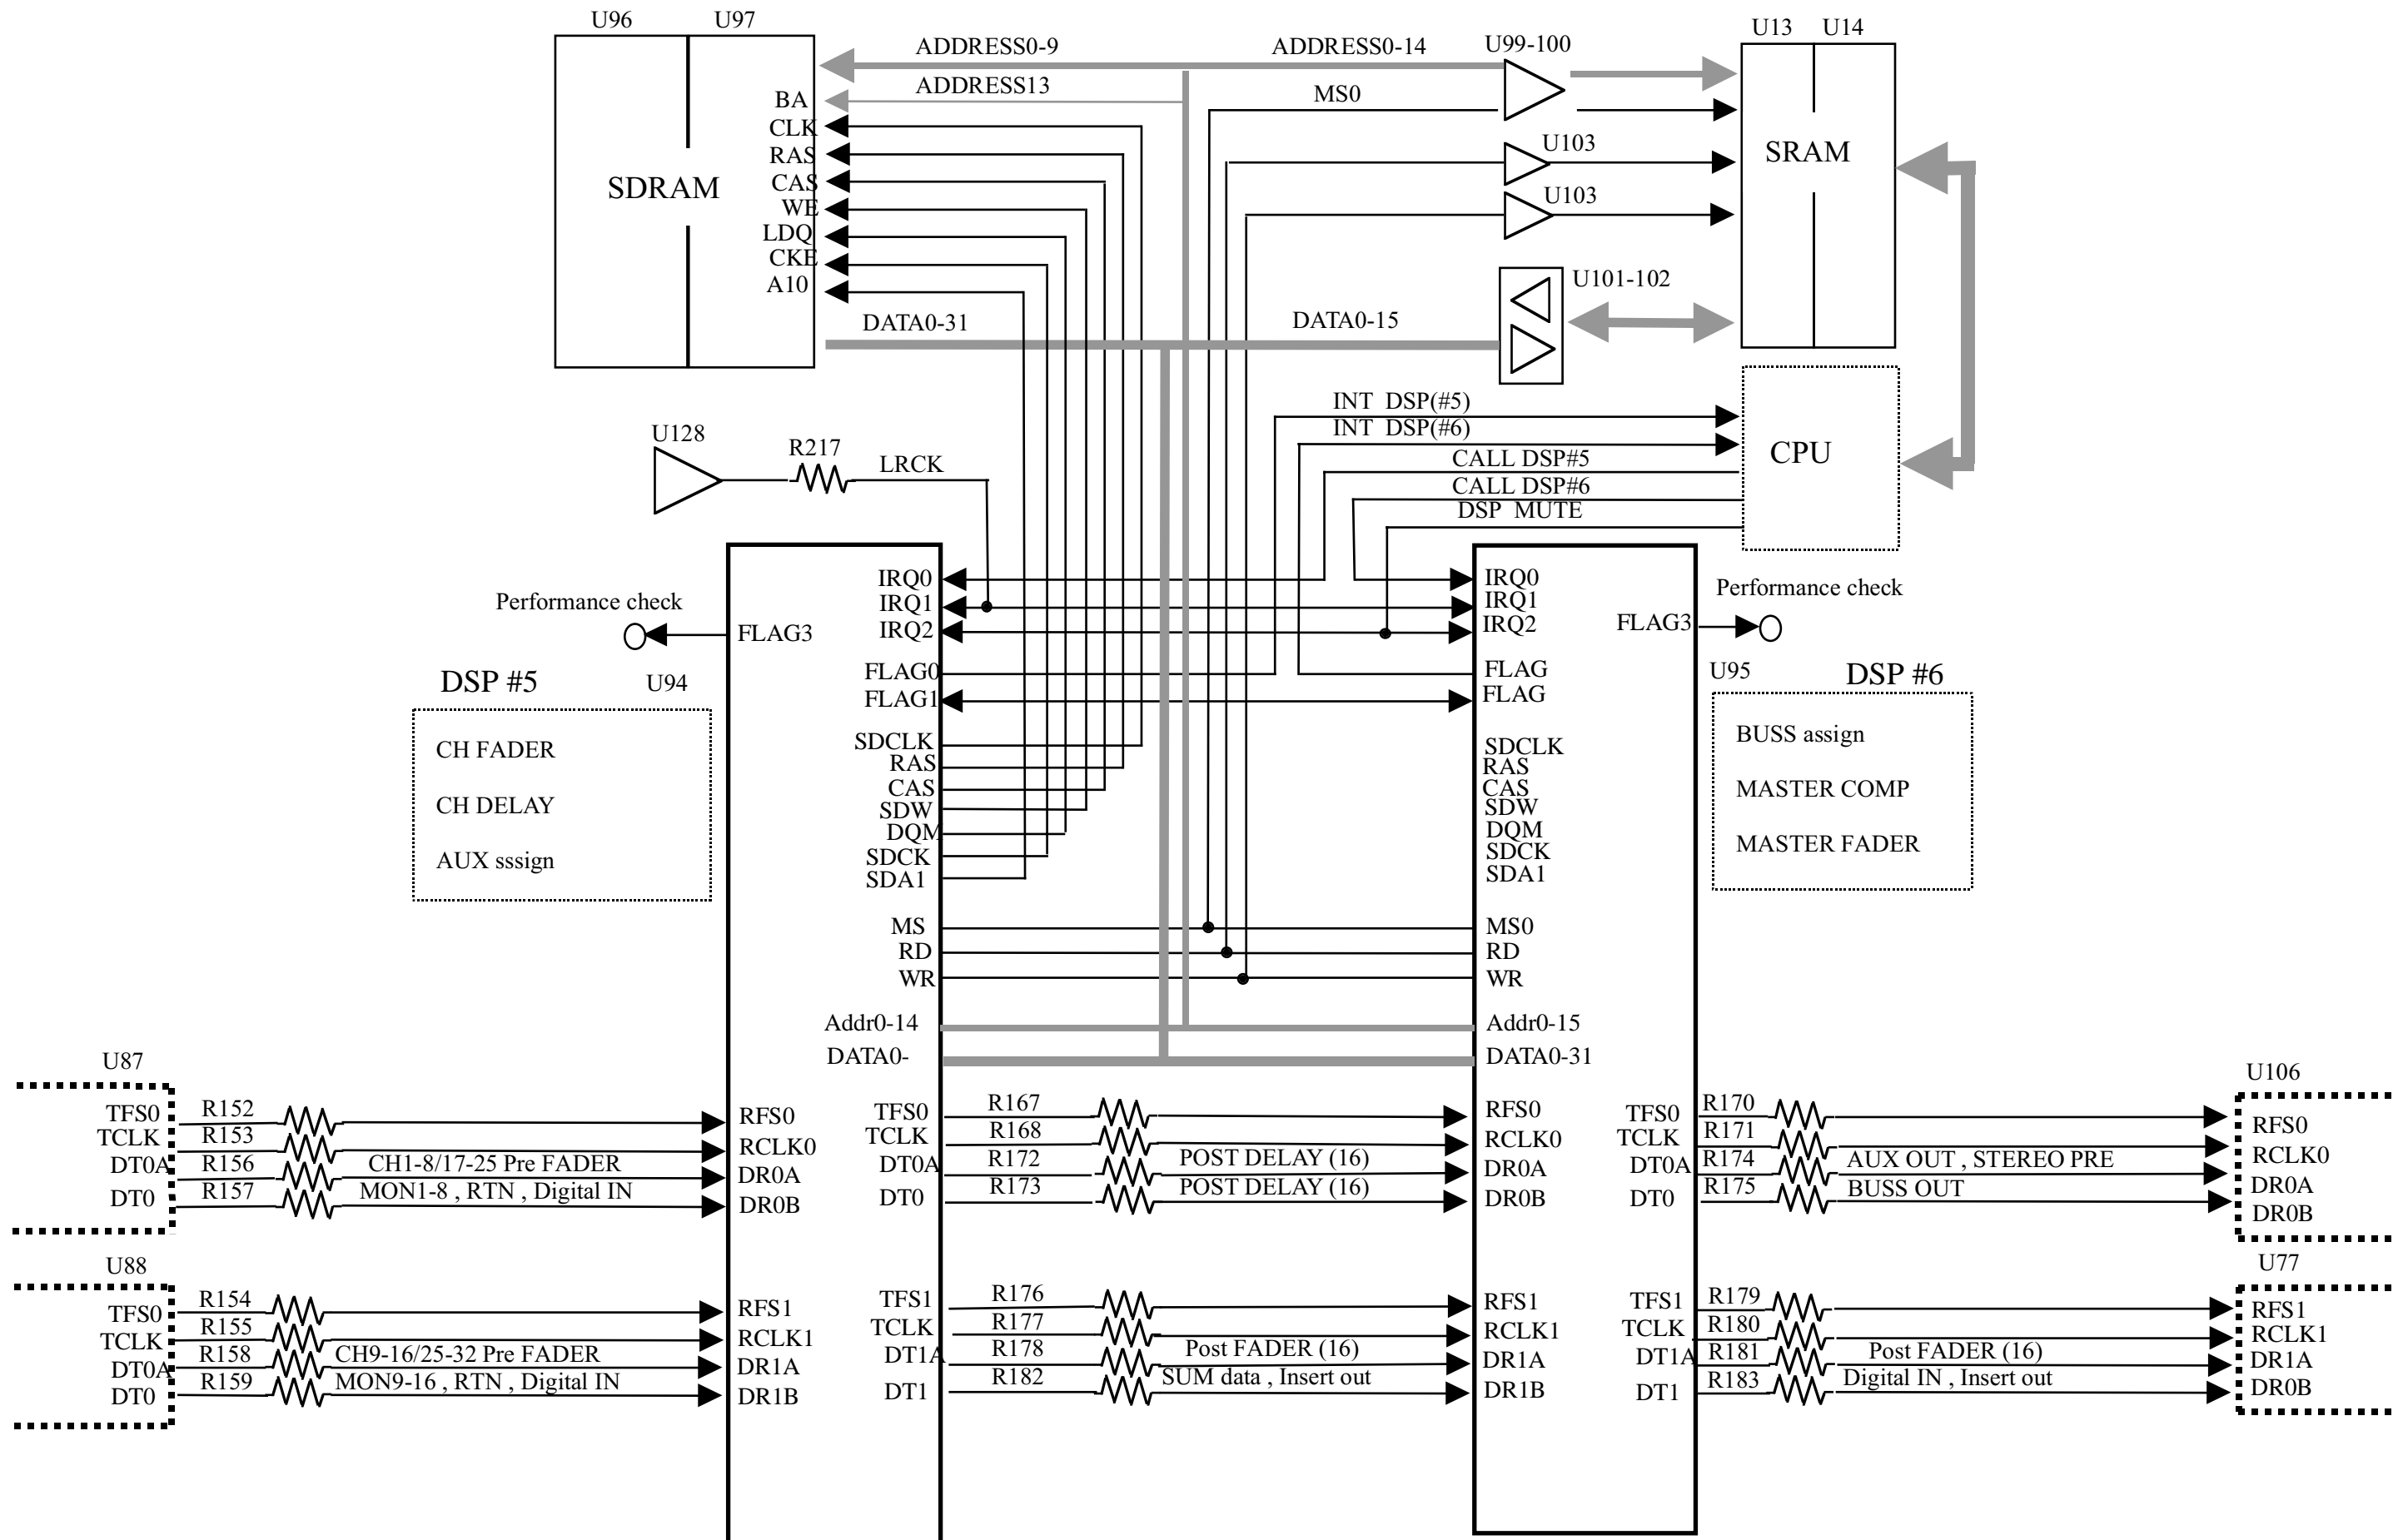 U96
U97
U13
U14
ADDRESS0-9
ADDRESS0-14
U99-100
ADDRESS13
MS0
BA
CLK
RAS
CAS
WE
LDQ
CKE
A10
SDRAM
U103
U103
SRAM
U101-102
DATA0-31
DATA0-15
INT DSP(#5)
INT DSP(#6)
CALL DSP#5
CALL DSP#6
DSP MUTE
CPU
U128
R217
LRCK
Performance check
FLAG3
DSP #5
U94
CH FADER
CH DELAY
AUX sssign
IRQ0
IRQ1
IRQ2
FLAG0
FLAG1
SDCLK
RAS
CAS
SDW
DQM
SDCK
SDA1
MS
RD
WR
Addr0-14
DATA0-
IRQ0
IRQ1
IRQ2
FLAG
FLAG
SDCLK
RAS
CAS
SDW
DQM
SDCK
SDA1
MS0
RD
WR
Addr0-15
DATA0-31
FLAG3
Performance check
U95
DSP #6
BUSS assign
MASTER COMP
MASTER FADER
U87
TFS0
TCLK
DT0A
DT0
R152
R153
R156
CH1-8/17-25 Pre FADER
R157
MON1-8 , RTN , Digital IN
RFS0
RCLK0
DR0A
DR0B
U88
TFS0
TCLK
DT0A
DT0
R154
R155
R158
CH9-16/25-32 Pre FADER
R159
MON9-16 , RTN , Digital IN
RFS1
RCLK1
DR1A
DR1B
TFS0
TCLK
DT0A
DT0
R167
R168
R172
POST DELAY (16)
R173
POST DELAY (16)
RFS0
RCLK0
DR0A
DR0B
TFS1
TCLK
DT1A
DT1
R176
R177
R178
Post FADER (16)
R182
SUM data , Insert out
RFS1
RCLK1
DR1A
DR1B
TFS0
TCLK
DT0A
DT0
R170
R171
R174
AUX OUT , STEREO PRE
R175
BUSS OUT
U106
RFS0
RCLK0
DR0A
DR0B
TFS1
TCLK
DT1A
DT1
R179
R180
R181
Post FADER (16)
R183
Digital IN , Insert out
U77
RFS1
RCLK1
DR1A
DR0B